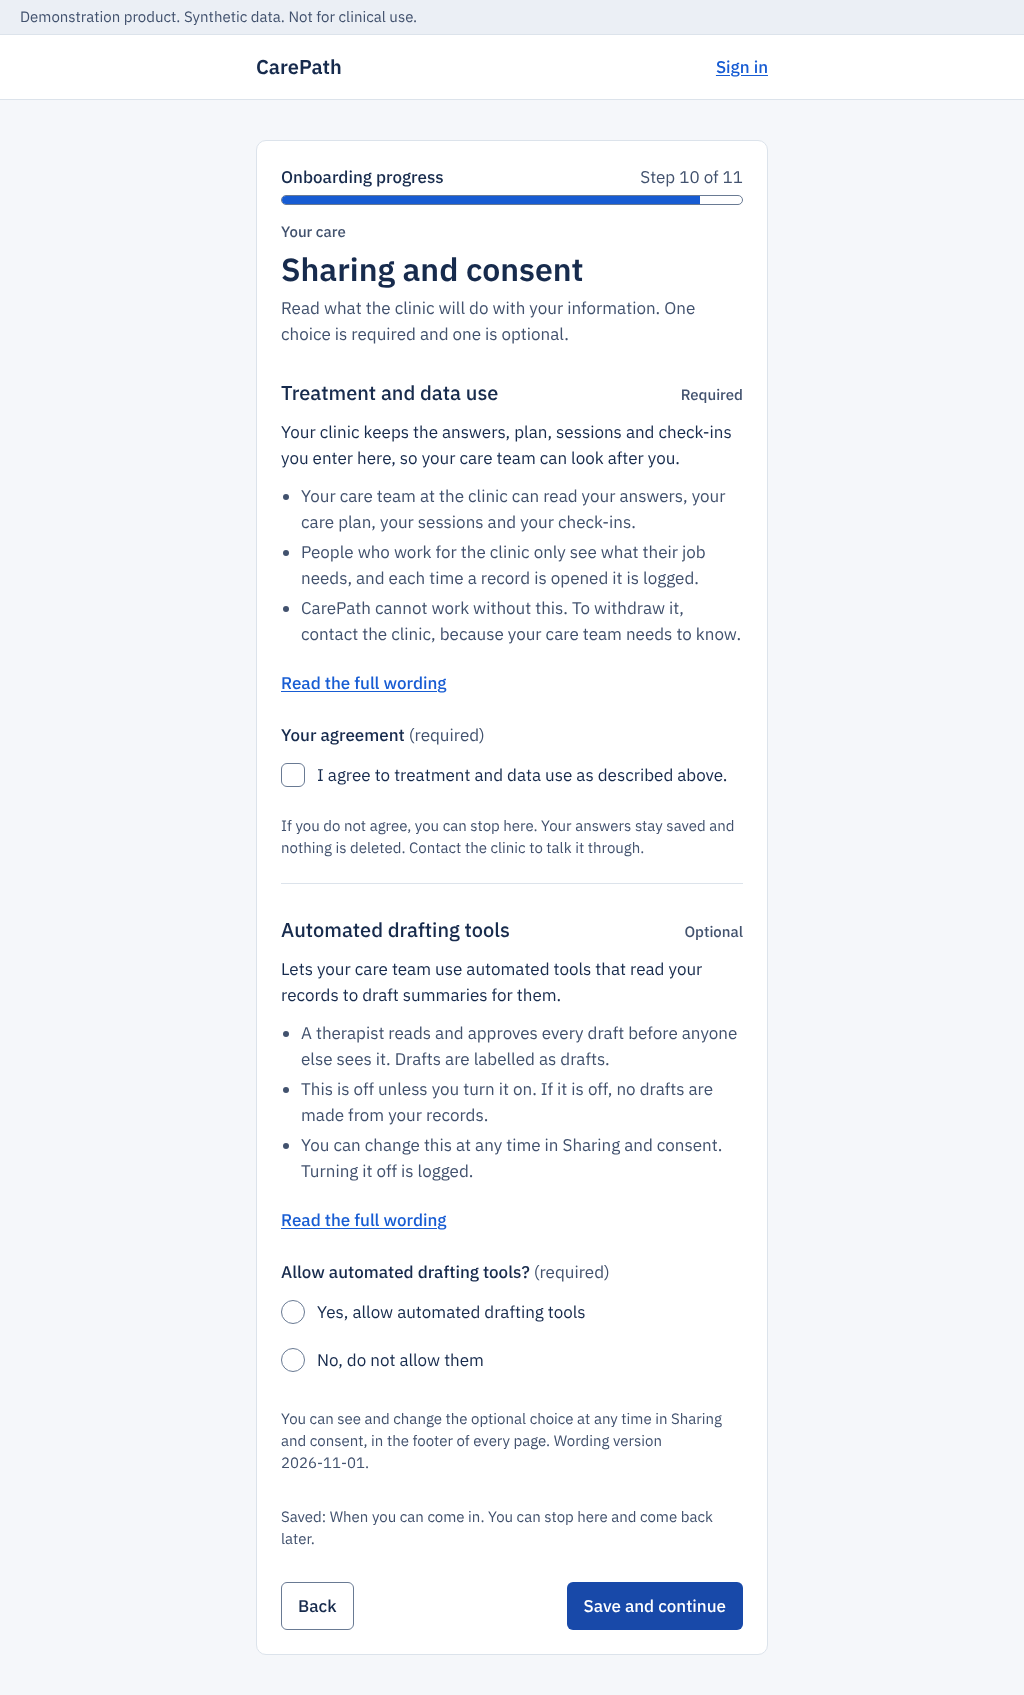 Demonstration product. Synthetic data. Not for clinical use.
CarePath
Sign in
Onboarding progress
Step 10 of 11
Your care
Sharing and consent
Read what the clinic will do with your information. One
choice is required and one is optional.
Treatment and data use
Required
Your clinic keeps the answers, plan, sessions and check-ins
you enter here, so your care team can look after you.
• Your care team at the clinic can read your answers, your
care plan, your sessions and your check-ins.
• People who work for the clinic only see what their job
needs, and each time a record is opened it is logged.
• CarePath cannot work without this. To withdraw it,
contact the clinic, because your care team needs to know.
Read the full wording
Your agreement (required)
I agree to treatment and data use as described above.
If you do not agree, you can stop here. Your answers stay saved and
nothing is deleted. Contact the clinic to talk it through.
Automated drafting tools
Optional
Lets your care team use automated tools that read your
records to draft summaries for them.
• A therapist reads and approves every draft before anyone
else sees it. Drafts are labelled as drafts.
• This is off unless you turn it on. If it is off, no drafts are
made from your records.
• You can change this at any time in Sharing and consent.
Turning it off is logged.
Read the full wording
Allow automated drafting tools? (required)
Yes, allow automated drafting tools
No, do not allow them
You can see and change the optional choice at any time in Sharing
and consent, in the footer of every page. Wording version
2026-11-01.
Saved: When you can come in. You can stop here and come back
later.
Back
Save and continue